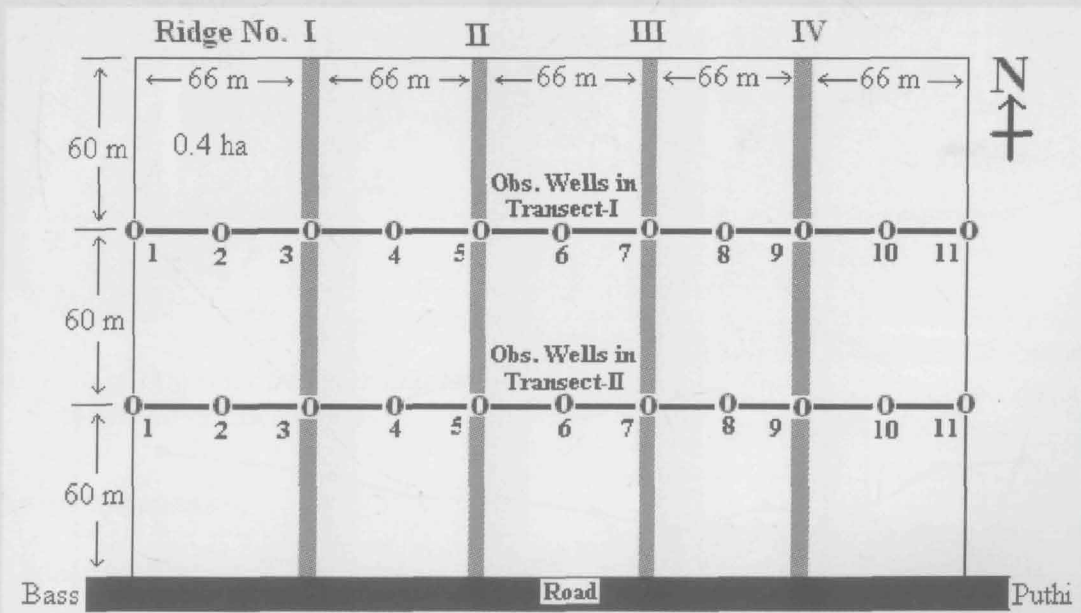 Ridge No. I II III IV
66 m 66 m 66 m 66 m 66 m
N
60 m
0.4 ha
Obs. Wells in
Transect-I
O O O O O O O O O O O
1 2 3 4 5 6 7 8 9 10 11
60 m
Obs. Wells in
Transect-II
O O O O O O O O O O O
1 2 3 4 5 6 7 8 9 10 11
60 m
Bass Road Puthi